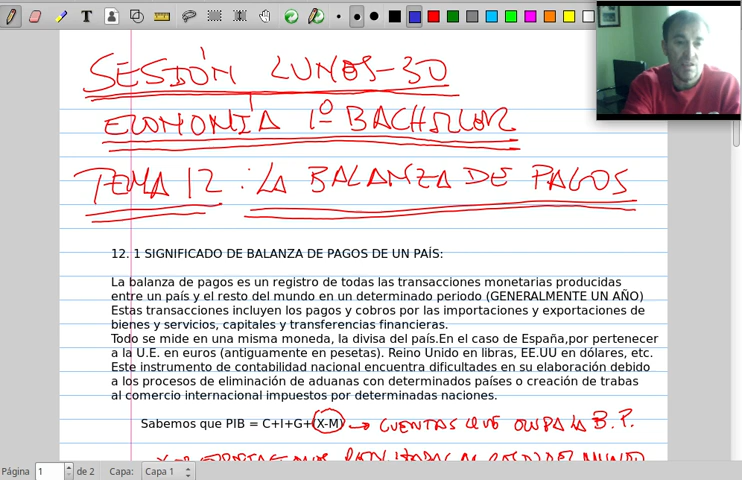 SESIÓN LUNES-30
ECONOMÍA 1º BACHILLER
TEMA 12: LA BALANZA DE PAGOS
12. 1 SIGNIFICADO DE BALANZA DE PAGOS DE UN PAÍS:
La balanza de pagos es un registro de todas las transacciones monetarias producidas
entre un país y el resto del mundo en un determinado periodo (GENERALMENTE UN AÑO)
Estas transacciones incluyen los pagos y cobros por las importaciones y exportaciones de
bienes y servicios, capitales y transferencias financieras.
Todo se mide en una misma moneda, la divisa del país.En el caso de España,por pertenecer
a la U.E. en euros (antiguamente en pesetas). Reino Unido en libras, EE.UU en dólares, etc.
Este instrumento de contabilidad nacional encuentra dificultades en su elaboración debido
a los procesos de eliminación de aduanas con determinados países o creación de trabas
al comercio internacional impuestos por determinadas naciones.
Sabemos que PIB = C+I+G+(X-M) → CUENTAS QUE OCUPA LA B.P.
Página 1 de 2 Capa: Capa 1